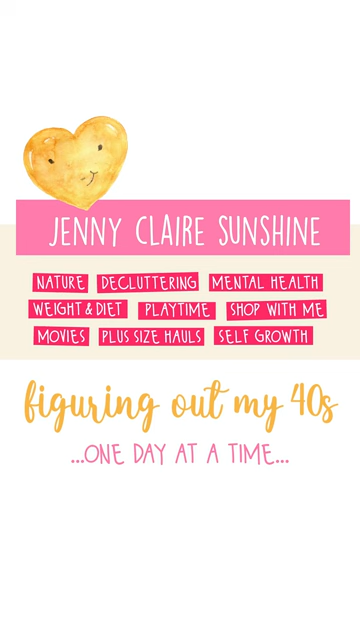 JENNY CLAIRE SUNSHINE
NATURE DECLUTTERING MENTAL HEALTH
WEIGHT & DIET PLAYTIME SHOP WITH ME
MOVIES PLUS SIZE HAULS SELF GROWTH
figuring out my 40s
...ONE DAY AT A TIME...